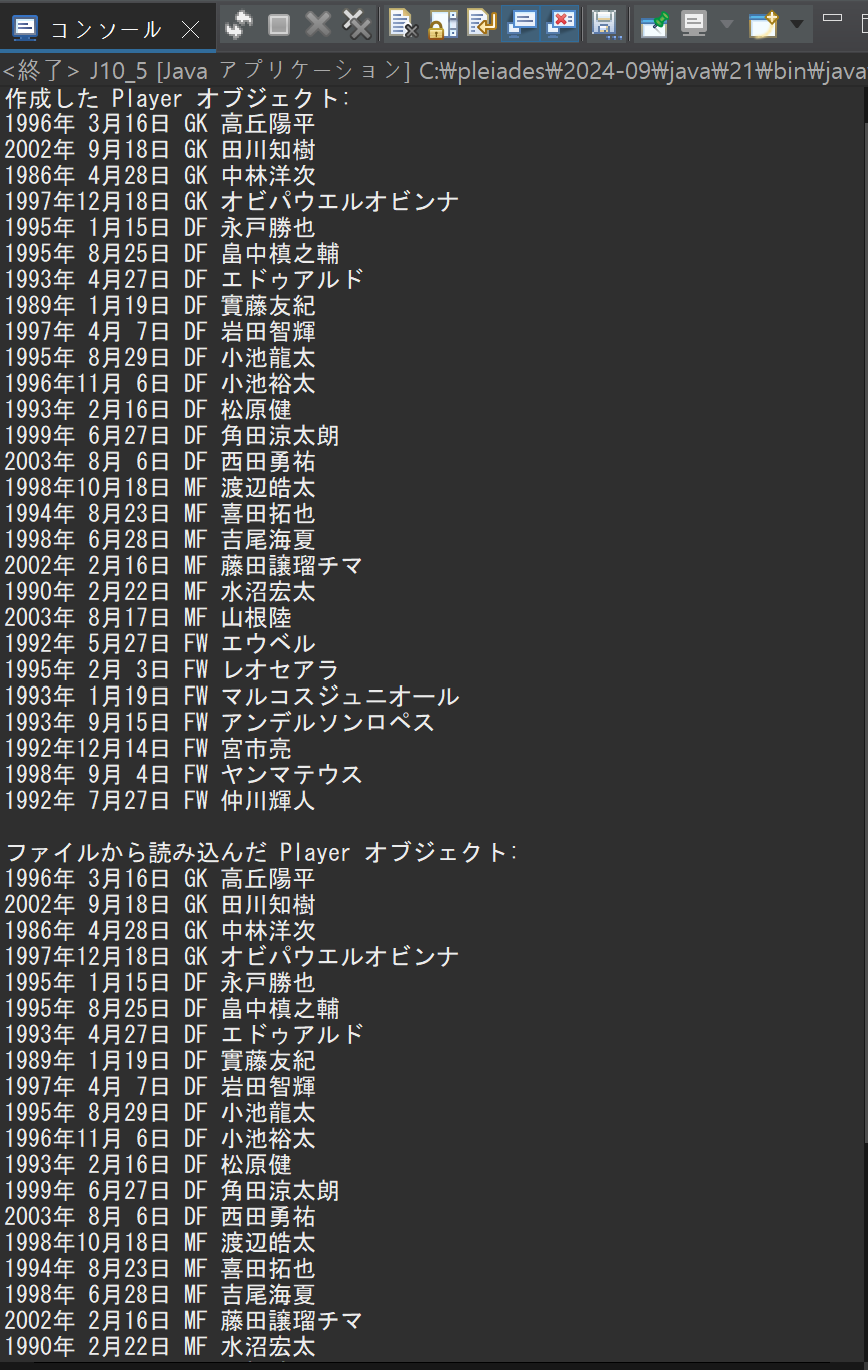 コンソール
<終了> J10_5 [Java アプリケーション] C:\pleiades\2024-09\java\21\bin\java
作成した Player オブジェクト:
1996年 3月16日 GK 高丘陽平
2002年 9月18日 GK 田川知樹
1986年 4月28日 GK 中林洋次
1997年12月18日 GK オビパウエルオビンナ
1995年 1月15日 DF 永戸勝也
1995年 8月25日 DF 畠中槙之輔
1993年 4月27日 DF エドゥアルド
1989年 1月19日 DF 實藤友紀
1997年 4月 7日 DF 岩田智輝
1995年 8月29日 DF 小池龍太
1996年11月 6日 DF 小池裕太
1993年 2月16日 DF 松原健
1999年 6月27日 DF 角田涼太朗
2003年 8月 6日 DF 西田勇祐
1998年10月18日 MF 渡辺皓太
1994年 8月23日 MF 喜田拓也
1998年 6月28日 MF 吉尾海夏
2002年 2月16日 MF 藤田譲瑠チマ
1990年 2月22日 MF 水沼宏太
2003年 8月17日 MF 山根陸
1992年 5月27日 FW エウベル
1995年 2月 3日 FW レオセアラ
1993年 1月19日 FW マルコスジュニオール
1993年 9月15日 FW アンデルソンロペス
1992年12月14日 FW 宮市亮
1998年 9月 4日 FW ヤンマテウス
1992年 7月27日 FW 仲川輝人
ファイルから読み込んだ Player オブジェクト:
1996年 3月16日 GK 高丘陽平
2002年 9月18日 GK 田川知樹
1986年 4月28日 GK 中林洋次
1997年12月18日 GK オビパウエルオビンナ
1995年 1月15日 DF 永戸勝也
1995年 8月25日 DF 畠中槙之輔
1993年 4月27日 DF エドゥアルド
1989年 1月19日 DF 實藤友紀
1997年 4月 7日 DF 岩田智輝
1995年 8月29日 DF 小池龍太
1996年11月 6日 DF 小池裕太
1993年 2月16日 DF 松原健
1999年 6月27日 DF 角田涼太朗
2003年 8月 6日 DF 西田勇祐
1998年10月18日 MF 渡辺皓太
1994年 8月23日 MF 喜田拓也
1998年 6月28日 MF 吉尾海夏
2002年 2月16日 MF 藤田譲瑠チマ
1990年 2月22日 MF 水沼宏太